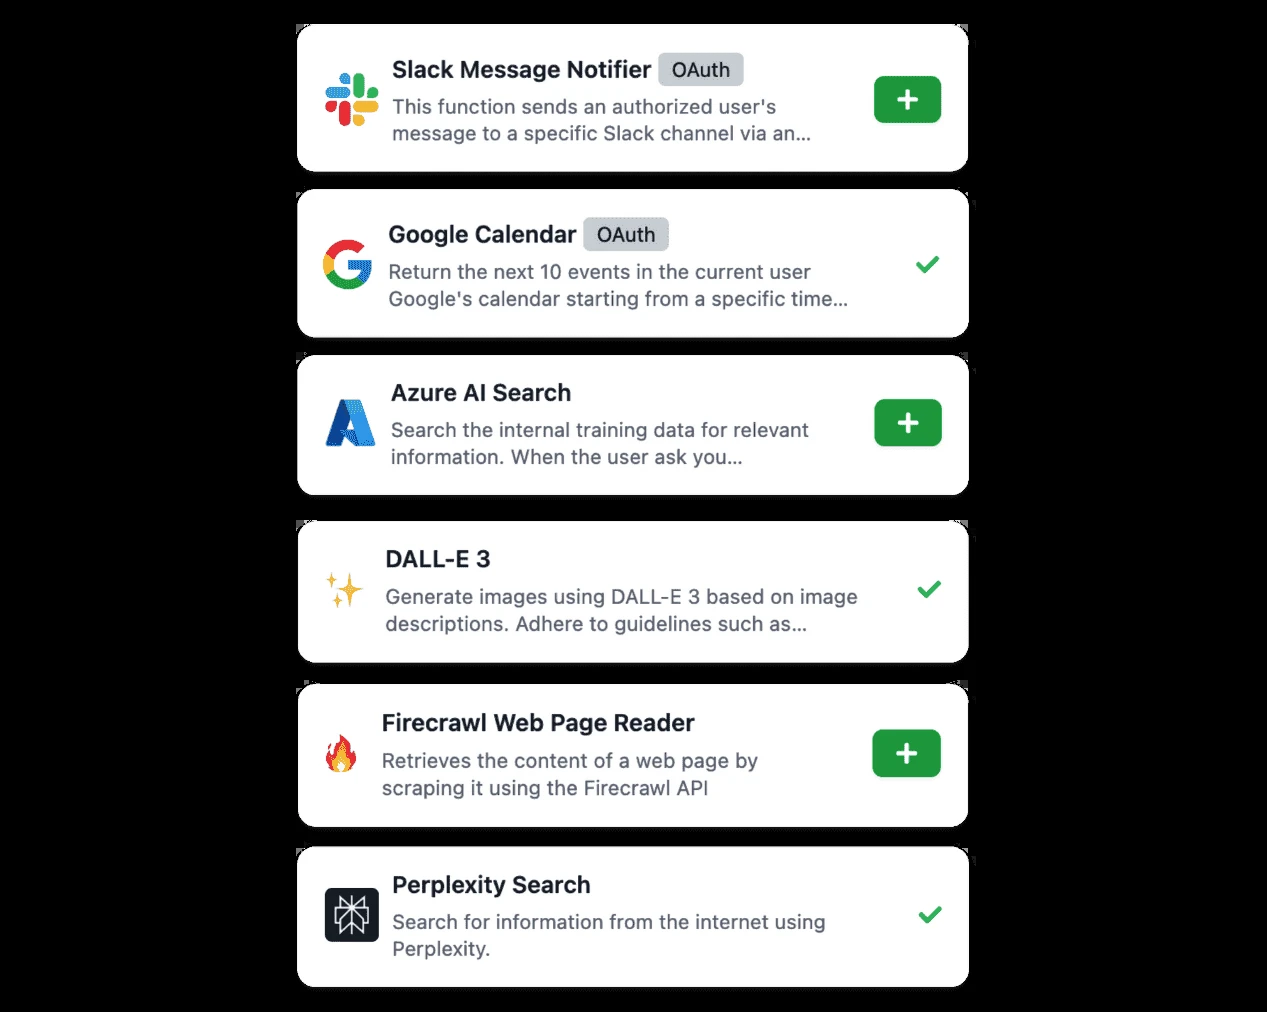 Slack Message Notifier OAuth
This function sends an authorized user's
message to a specific Slack channel via an...
Google Calendar OAuth
Return the next 10 events in the current user
Google's calendar starting from a specific time...
Azure AI Search
Search the internal training data for relevant
information. When the user ask you...
DALL-E 3
Generate images using DALL-E 3 based on image
descriptions. Adhere to guidelines such as...
Firecrawl Web Page Reader
Retrieves the content of a web page by
scraping it using the Firecrawl API
Perplexity Search
Search for information from the internet using
Perplexity.